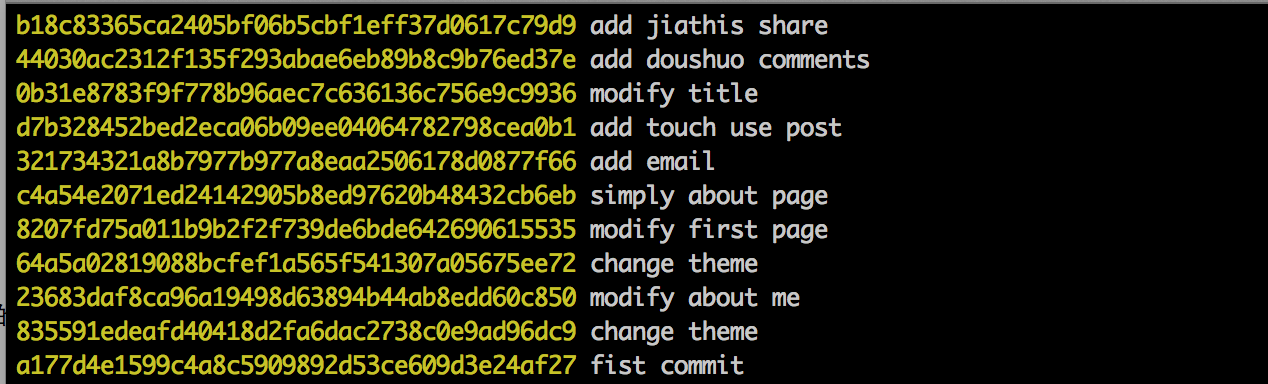 b18c83365ca2405bf06b5cbf1eff37d0617c79d9 add jiathis share
44030ac2312f135f293abae6eb89b8c9b76ed37e add doushuo comments
0b31e8783f9f778b96aec7c636136c756e9c9936 modify title
d7b328452bed2eca06b09ee04064782798cea0b1 add touch use post
321734321a8b7977b977a8eaa2506178d0877f66 add email
c4a54e2071ed24142905b8ed97620b48432cb6eb simply about page
8207fd75a011b9b2f2f739de6bde642690615535 modify first page
64a5a02819088bcfef1a565f541307a05675ee72 change theme
23683daf8ca96a19498d63894b44ab8edd60c850 modify about me
835591edeafd40418d2fa6dac2738c0e9ad96dc9 change theme
a177d4e1599c4a8c5909892d53ce609d3e24af27 fist commit